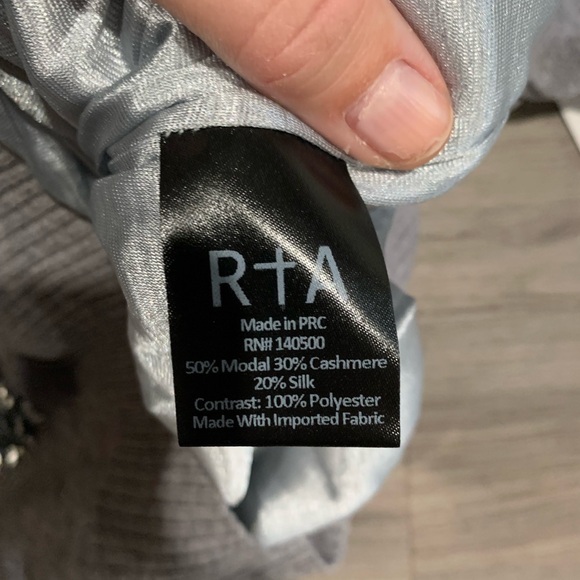 R†A
Made in PRC
RN# 140500
50% Modal 30% Cashmere
20% Silk
Contrast: 100% Polyester
Made With Imported Fabric